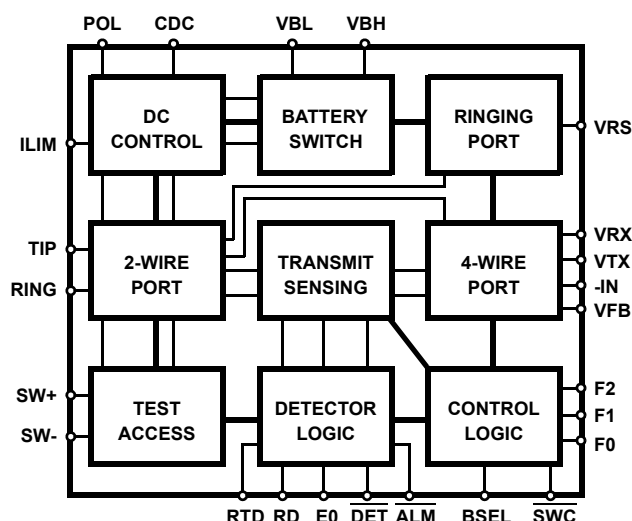 POL CDC VBL VBH
DC CONTROL
BATTERY SWITCH
RINGING PORT
ILIM
VRS
TIP
RING
2-WIRE PORT
TRANSMIT SENSING
4-WIRE PORT
VRX
VTX
-IN
VFB
SW+
SW-
TEST ACCESS
DETECTOR LOGIC
CONTROL LOGIC
F2
F1
F0
RTD RD E0 DET ALM BSEL SWC